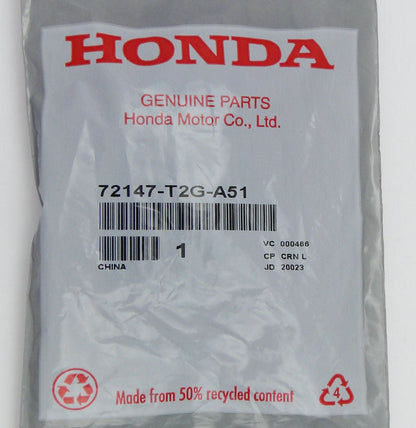 HONDA
GENUINE PARTS
Honda Motor Co., Ltd.
72147-T2G-A51
1
VC 000466
CP CRN L
CHINA
JD 20023
Made from 50% recycled content
4